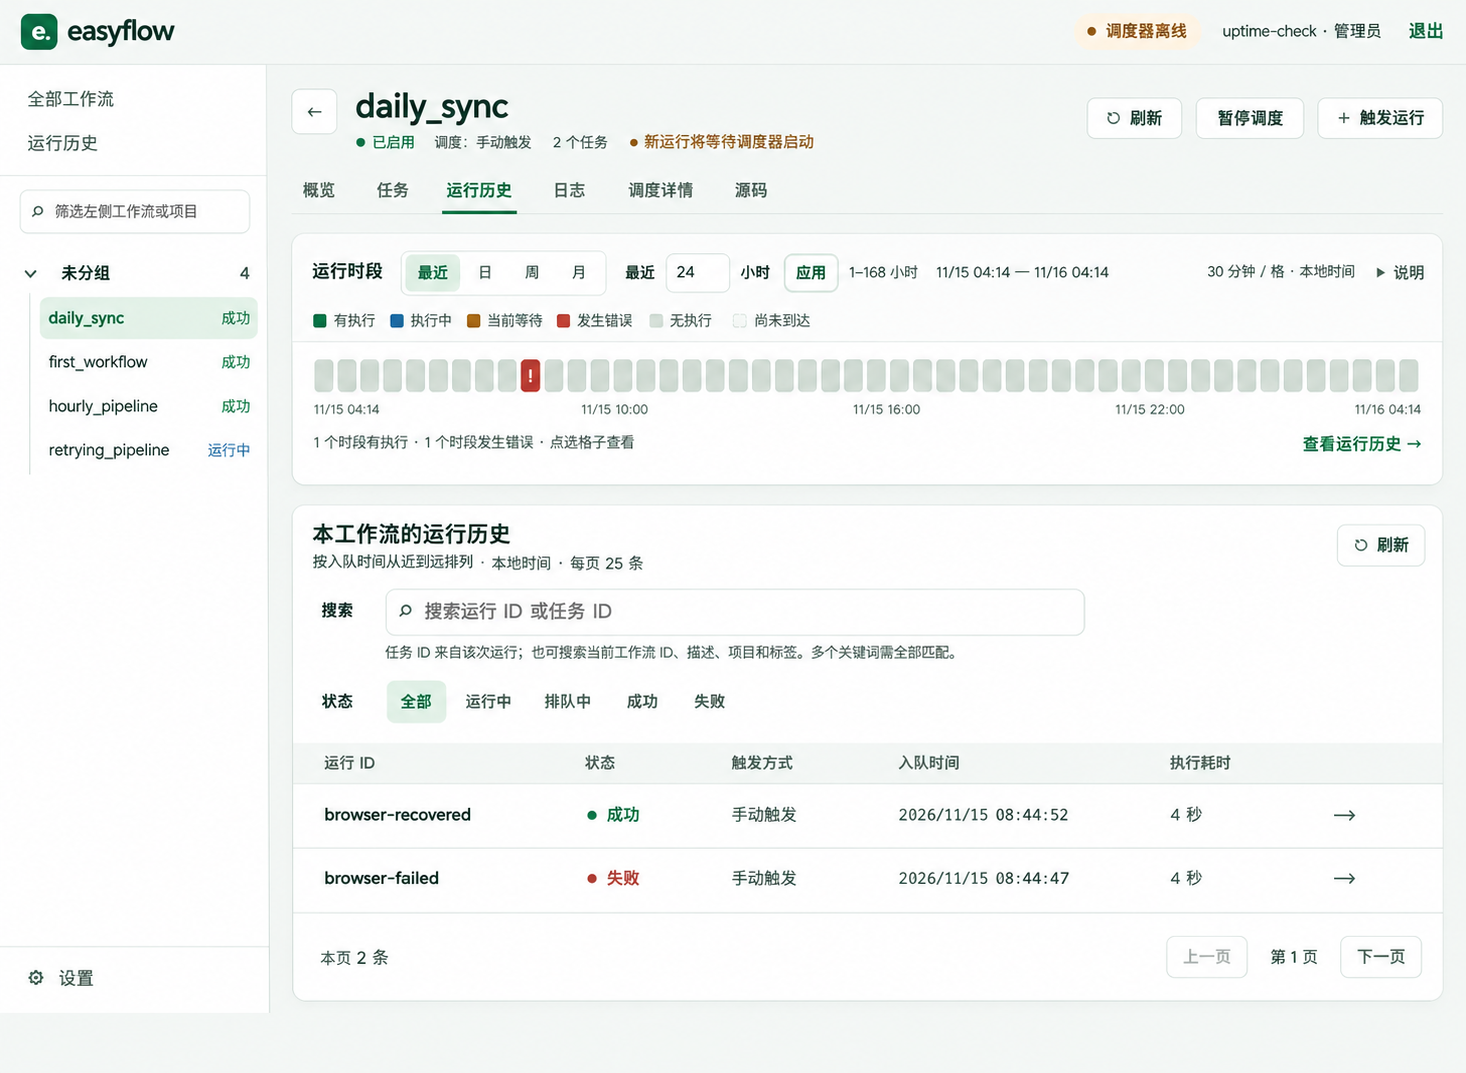 e. easyflow
调度器离线 uptime-check · 管理员 退出
全部工作流
运行历史
筛选左侧工作流或项目
未分组 4
daily_sync 成功
first_workflow 成功
hourly_pipeline 成功
retrying_pipeline 运行中
设置
← daily_sync
已启用 调度：手动触发 2 个任务 新运行将等待调度器启动
刷新 暂停调度 + 触发运行
概览 任务 运行历史 日志 调度详情 源码
运行时段 最近 日 周 月 最近 24 小时 应用 1–168 小时 11/15 04:14 — 11/16 04:14 30 分钟 / 格 · 本地时间 ▶ 说明
有执行 执行中 当前等待 发生错误 无执行 尚未到达
!
11/15 04:14 11/15 10:00 11/15 16:00 11/15 22:00 11/16 04:14
1 个时段有执行 · 1 个时段发生错误 · 点选格子查看 查看运行历史 →
本工作流的运行历史
按入队时间从近到远排列 · 本地时间 · 每页 25 条
刷新
搜索 搜索运行 ID 或任务 ID
任务 ID 来自该次运行；也可搜索当前工作流 ID、描述、项目和标签。多个关键词需全部匹配。
状态 全部 运行中 排队中 成功 失败
运行 ID 状态 触发方式 入队时间 执行耗时
browser-recovered 成功 手动触发 2026/11/15 08:44:52 4 秒 →
browser-failed 失败 手动触发 2026/11/15 08:44:47 4 秒 →
本页 2 条 上一页 第 1 页 下一页